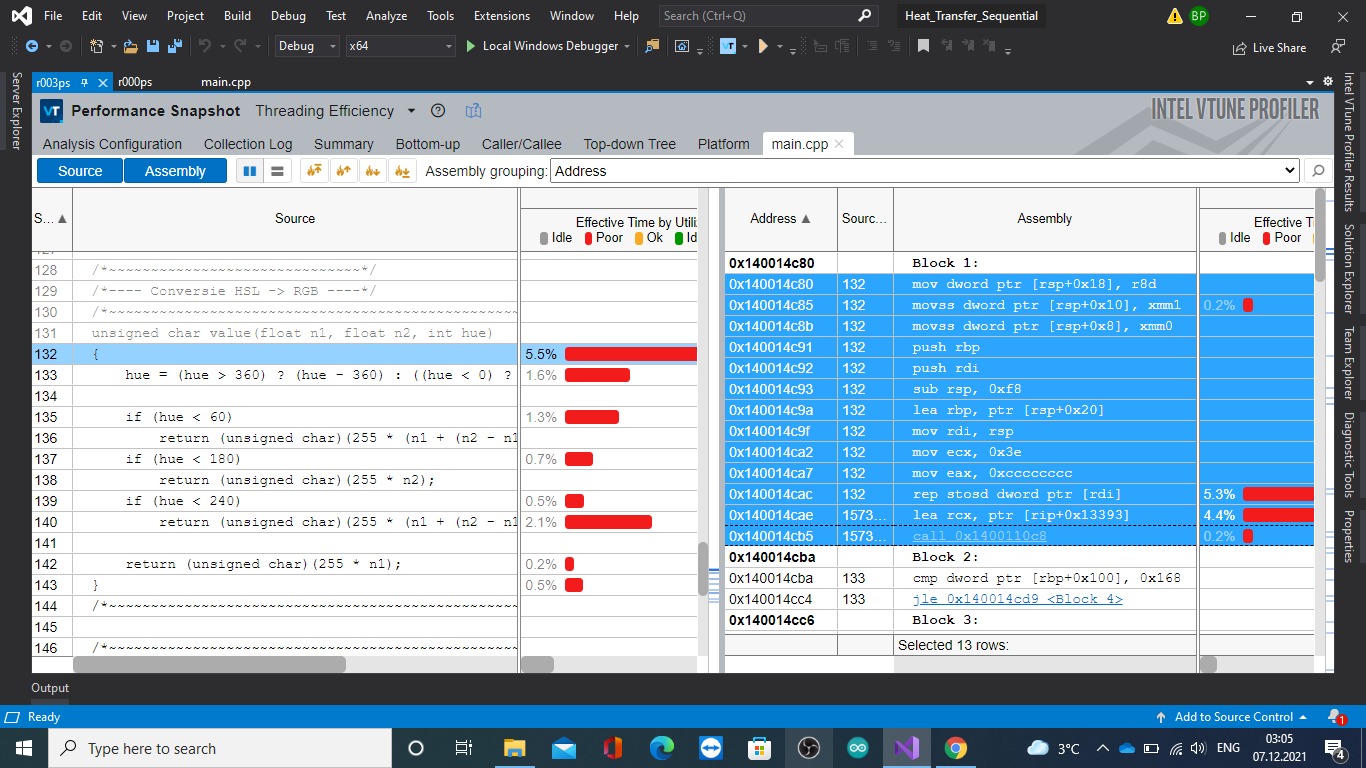 File Edit View Project Build Debug Test Analyze Tools Extensions Window Help Search (Ctrl+Q) Heat_Transfer_Sequential BP
Debug x64 Local Windows Debugger VT Live Share
r003ps r000ps main.cpp
VT Performance Snapshot Threading Efficiency ? INTEL VTUNE PROFILER
Analysis Configuration Collection Log Summary Bottom-up Caller/Callee Top-down Tree Platform main.cpp
Source Assembly Assembly grouping: Address
S... Source Effective Time by Utiliz
Idle Poor Ok Id
128 /*~~~~~~~~~~~~~~~~~~~~~~~~~~~~~~*/
129 /*---- Conversie HSL -> RGB ----*/
130 /*~~~~~~~~~~~~~~~~~~~~~~~~~~~~~~~~~~~~~~~~~~~~~~~~
131 unsigned char value(float n1, float n2, int hue)
132 { 5.5%
133 hue = (hue > 360) ? (hue - 360) : ((hue < 0) ? 1.6%
134
135 if (hue < 60) 1.3%
136 return (unsigned char)(255 * (n1 + (n2 - n1
137 if (hue < 180) 0.7%
138 return (unsigned char)(255 * n2);
139 if (hue < 240) 0.5%
140 return (unsigned char)(255 * (n1 + (n2 - n1 2.1%
141
142 return (unsigned char)(255 * n1); 0.2%
143 } 0.5%
144 /*~~~~~~~~~~~~~~~~~~~~~~~~~~~~~~~~~~~~~~~~~~~~~~~~
145
146 /*~~~~~~~~~~~~~~~~~~~~~~~~~~~~~~~~~~~~~~~~~~~~~~~~
Address Sourc... Assembly Effective Ti
Idle Poor
0x140014c80 Block 1:
0x140014c80 132 mov dword ptr [rsp+0x18], r8d
0x140014c85 132 movss dword ptr [rsp+0x10], xmm1 0.2%
0x140014c8b 132 movss dword ptr [rsp+0x8], xmm0
0x140014c91 132 push rbp
0x140014c92 132 push rdi
0x140014c93 132 sub rsp, 0xf8
0x140014c9a 132 lea rbp, ptr [rsp+0x20]
0x140014c9f 132 mov rdi, rsp
0x140014ca2 132 mov ecx, 0x3e
0x140014ca7 132 mov eax, 0xcccccccc
0x140014cac 132 rep stosd dword ptr [rdi] 5.3%
0x140014cae 1573... lea rcx, ptr [rip+0x13393] 4.4%
0x140014cb5 1573... call 0x1400110c8 0.2%
0x140014cba Block 2:
0x140014cba 133 cmp dword ptr [rbp+0x100], 0x168
0x140014cc4 133 jle 0x140014cd9 <Block 4>
0x140014cc6 Block 3:
Selected 13 rows:
Server Explorer
Intel VTune Profiler Results
Solution Explorer
Team Explorer
Diagnostic Tools
Properties
Output
Ready Add to Source Control 1
Type here to search 3°C ENG 03:05
07.12.2021 4